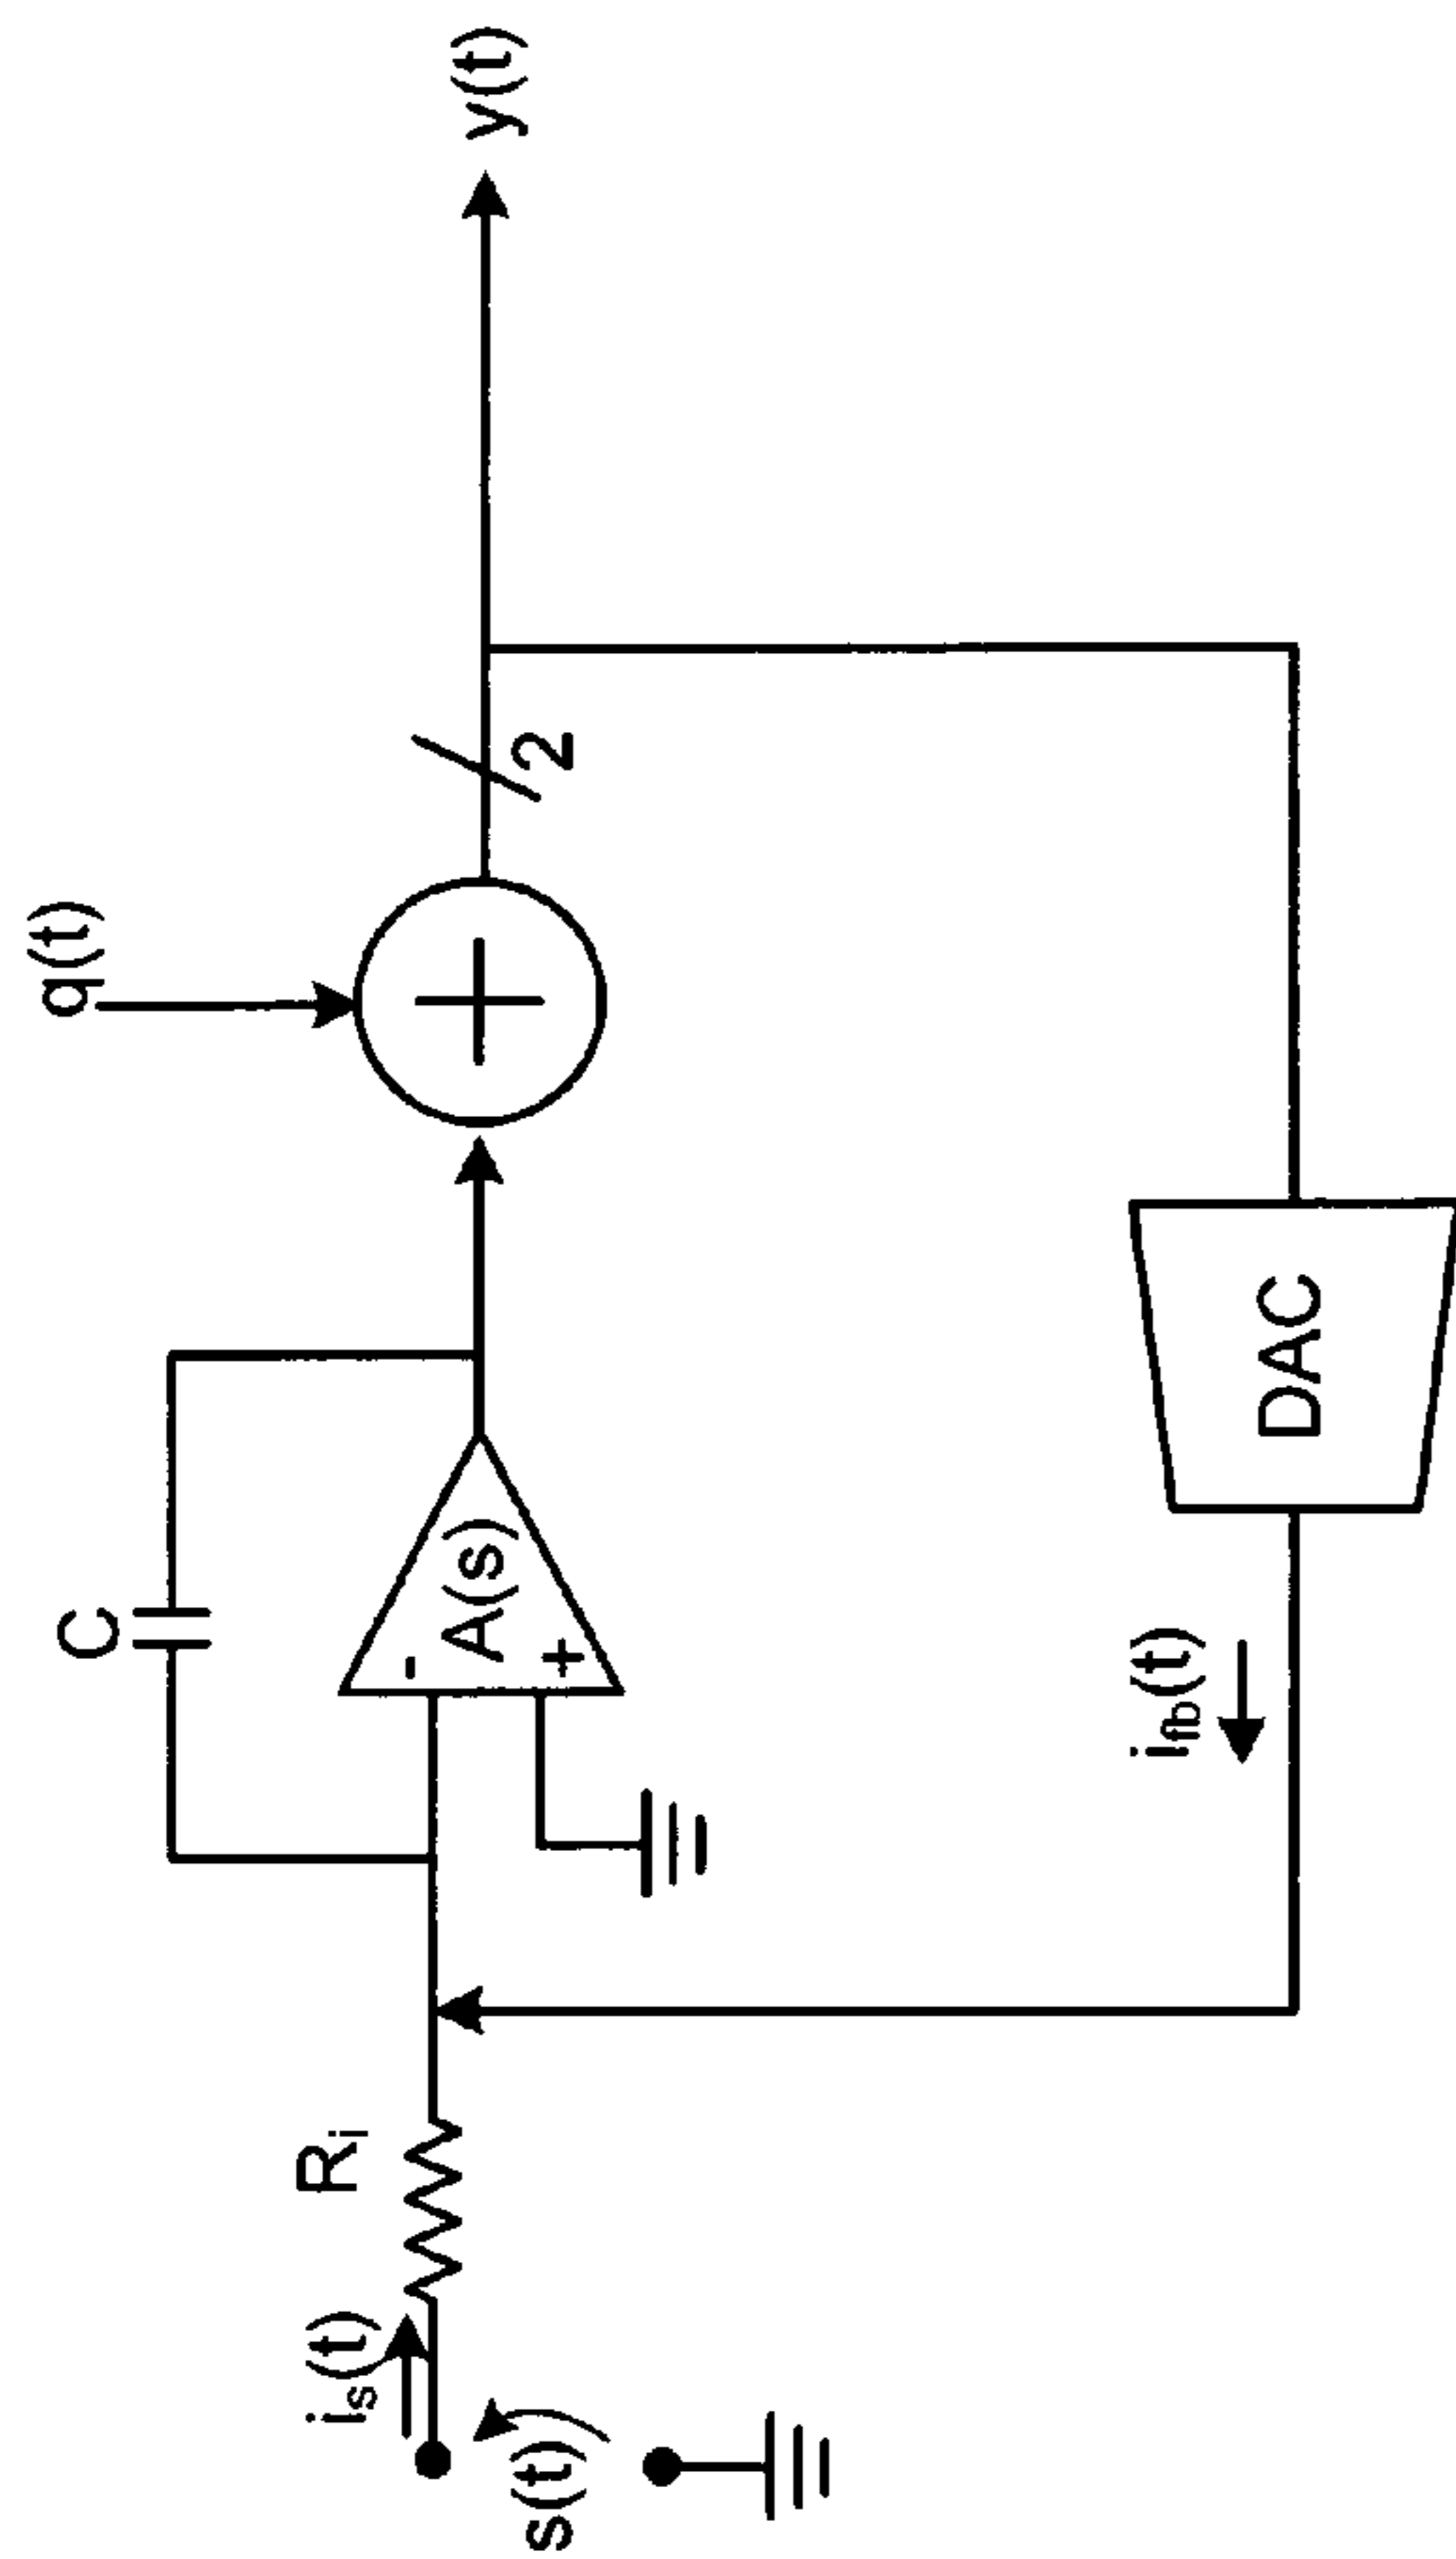 s(t)
i_s(t)
R_i
C
-
A(s)
+
q(t)
+
2
y(t)
DAC
i_fb(t)